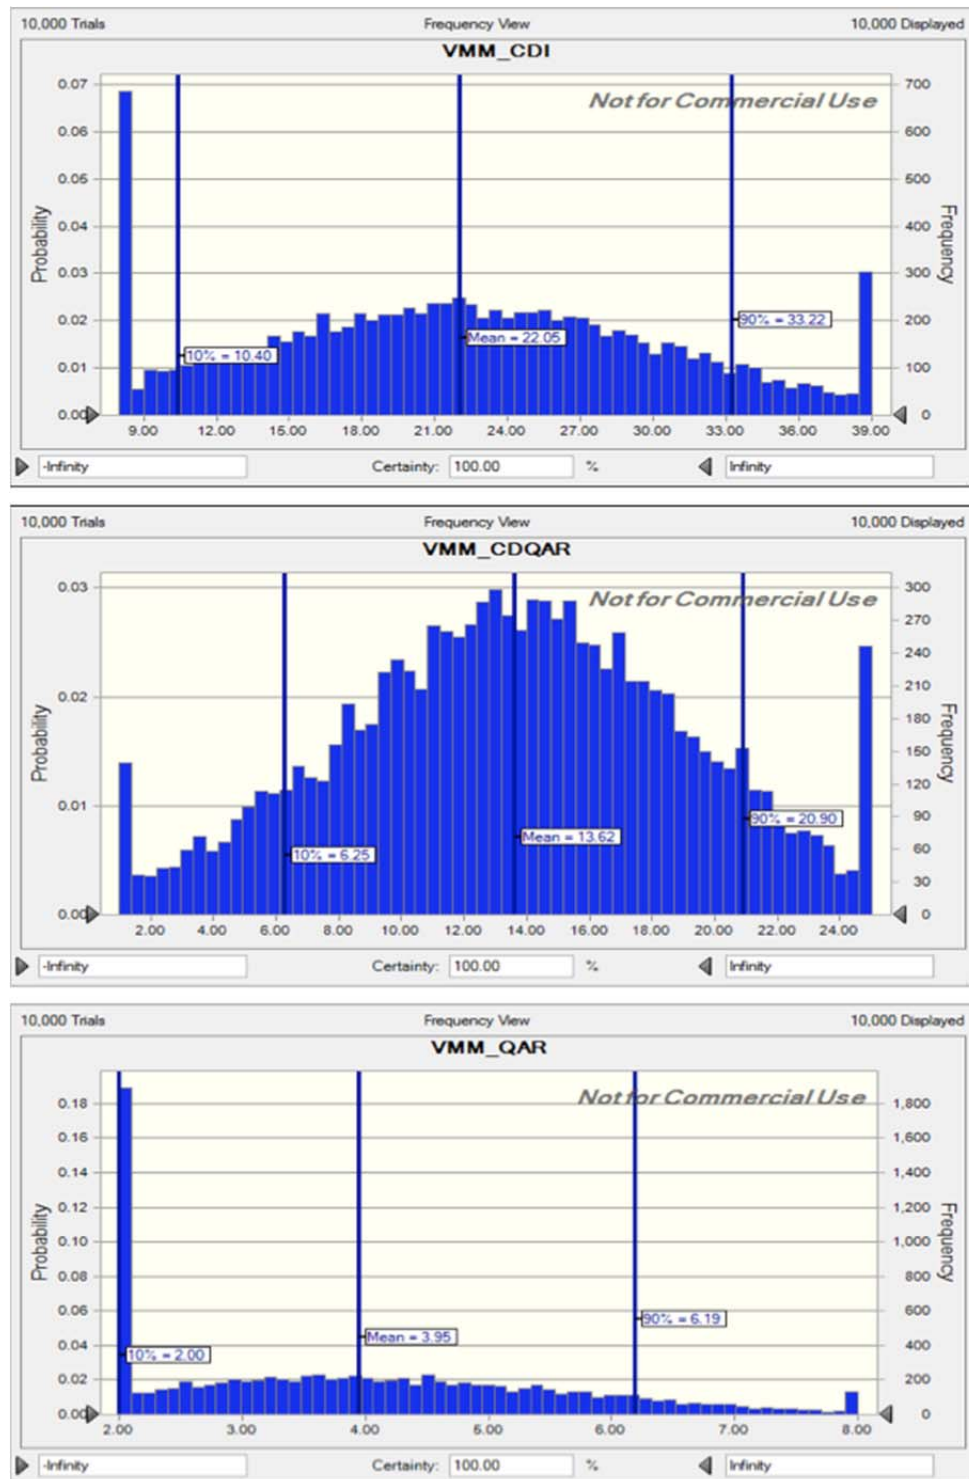 10,000 Trials Frequency View 10,000 Displayed
VMM_CDI
Not for Commercial Use
0.07 700
0.06 600
0.05 500
0.04 400
0.03 300
0.02 200
0.01 100
0.00 0
Probability
Frequency
10% = 10.40
Mean = 22.05
90% = 33.22
9.00 12.00 15.00 18.00 21.00 24.00 27.00 30.00 33.00 36.00 39.00
-Infinity Certainty: 100.00 % Infinity
10,000 Trials Frequency View 10,000 Displayed
VMM_CDQAR
Not for Commercial Use
0.03 300
270
240
0.02 210
180
150
0.01 120
90
60
30
0.00 0
Probability
Frequency
10% = 6.25
Mean = 13.62
90% = 20.90
2.00 4.00 6.00 8.00 10.00 12.00 14.00 16.00 18.00 20.00 22.00 24.00
-Infinity Certainty: 100.00 % Infinity
10,000 Trials Frequency View 10,000 Displayed
VMM_QAR
Not for Commercial Use
0.18 1,800
0.16 1,600
0.14 1,400
0.12 1,200
0.10 1,000
0.08 800
0.06 600
0.04 400
0.02 200
0.00 0
Probability
Frequency
10% = 2.00
Mean = 3.95
90% = 6.19
2.00 3.00 4.00 5.00 6.00 7.00 8.00
-Infinity Certainty: 100.00 % Infinity